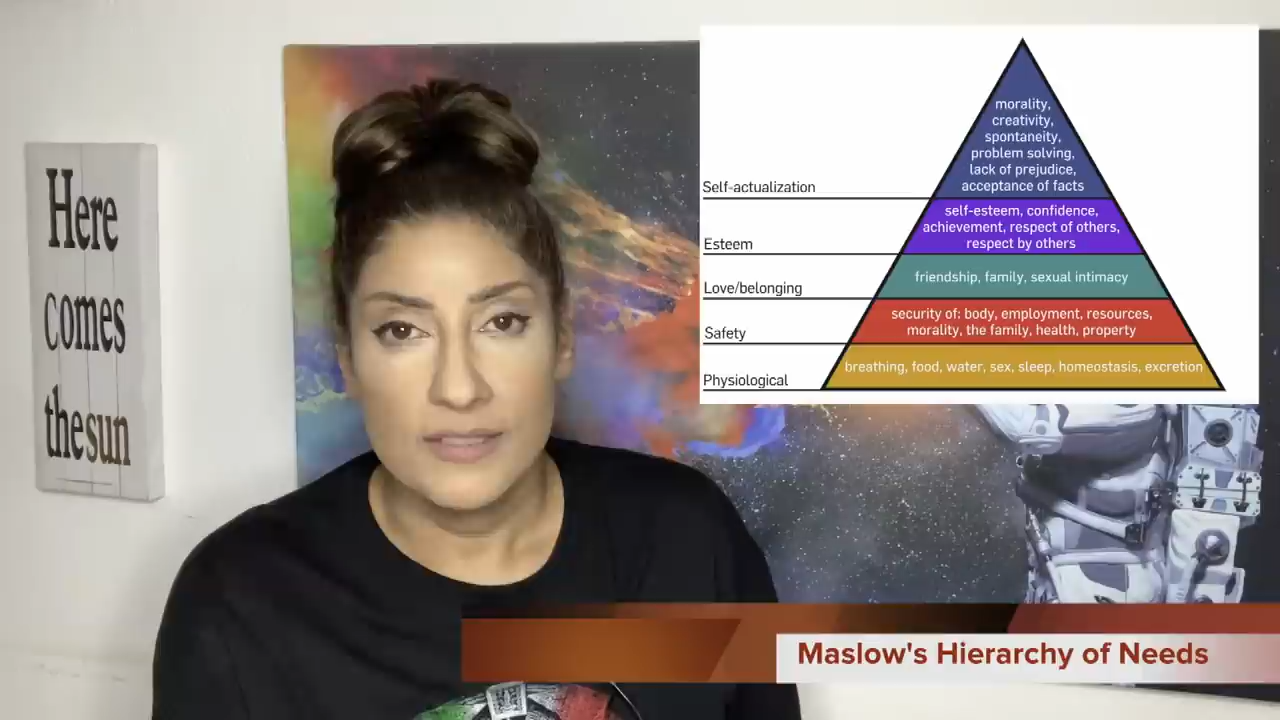 Here
comes
the sun
morality,
creativity,
spontaneity,
problem solving,
lack of prejudice,
acceptance of facts
Self-actualization
self-esteem, confidence,
achievement, respect of others,
respect by others
Esteem
friendship, family, sexual intimacy
Love/belonging
security of: body, employment, resources,
morality, the family, health, property
Safety
breathing, food, water, sex, sleep, homeostasis, excretion
Physiological
Maslow's Hierarchy of Needs